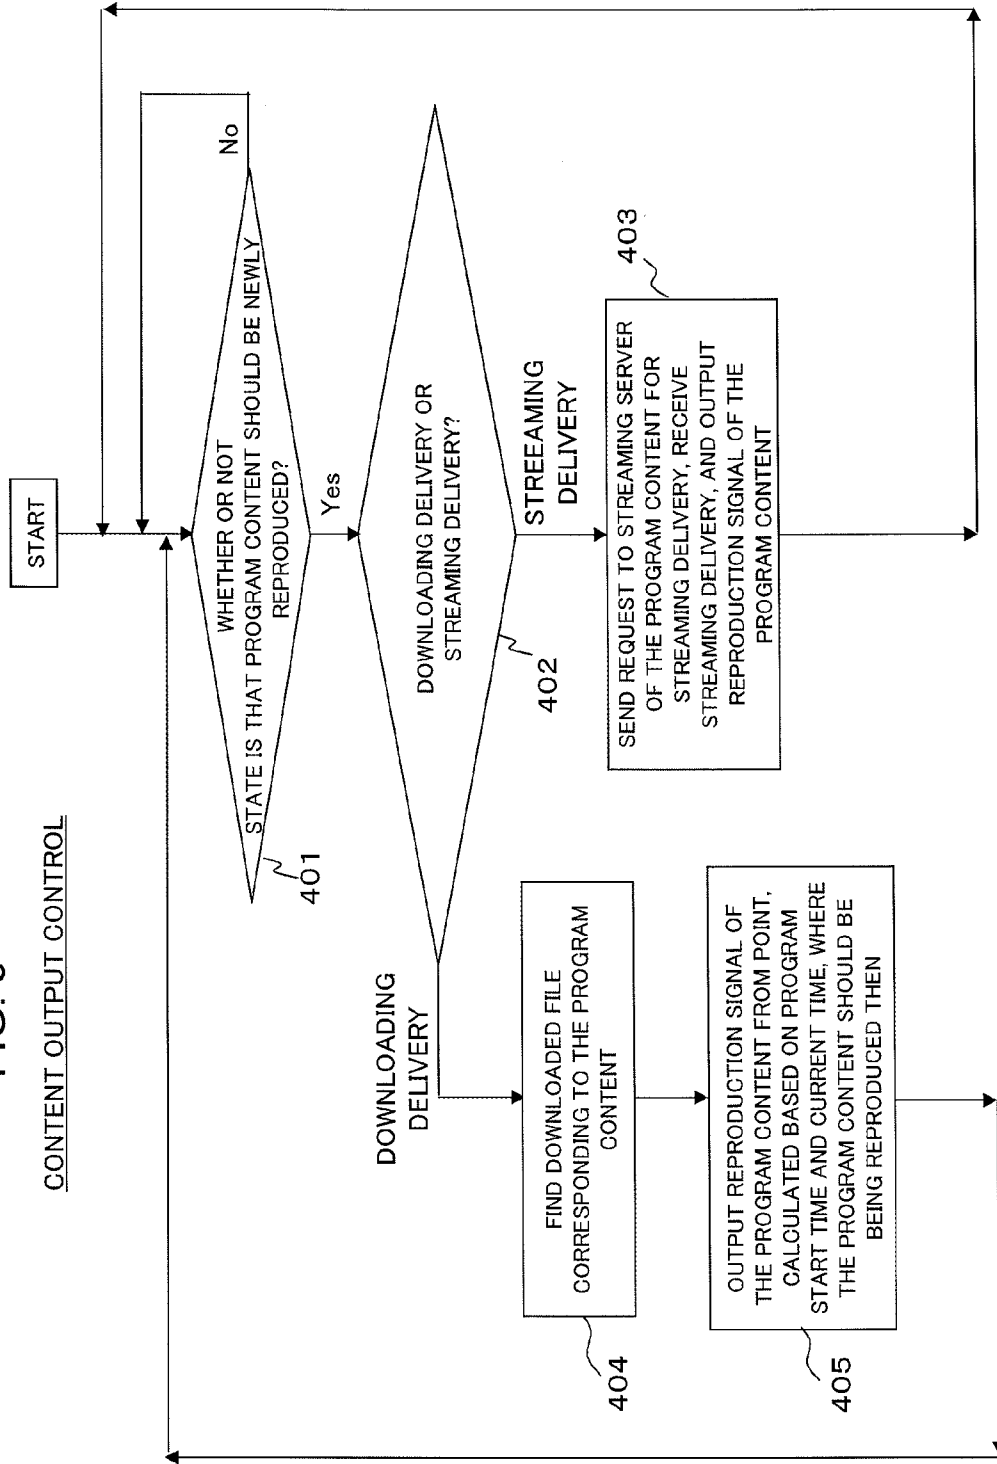 CONTENT OUTPUT CONTROL
START
WHETHER OR NOT
STATE IS THAT PROGRAM CONTENT SHOULD BE NEWLY
REPRODUCED?
401
No
Yes
DOWNLOADING DELIVERY OR
STREAMING DELIVERY?
402
DOWNLOADING
DELIVERY
STREEAMING
DELIVERY
SEND REQUEST TO STREAMING SERVER
OF THE PROGRAM CONTENT FOR
STREAMING DELIVERY, RECEIVE
STREAMING DELIVERY, AND OUTPUT
REPRODUCTION SIGNAL OF THE
PROGRAM CONTENT
403
FIND DOWNLOADED FILE
CORRESPONDING TO THE PROGRAM
CONTENT
404
OUTPUT REPRODUCTION SIGNAL OF
THE PROGRAM CONTENT FROM POINT,
CALCULATED BASED ON PROGRAM
START TIME AND CURRENT TIME, WHERE
THE PROGRAM CONTENT SHOULD BE
BEING REPRODUCED THEN
405